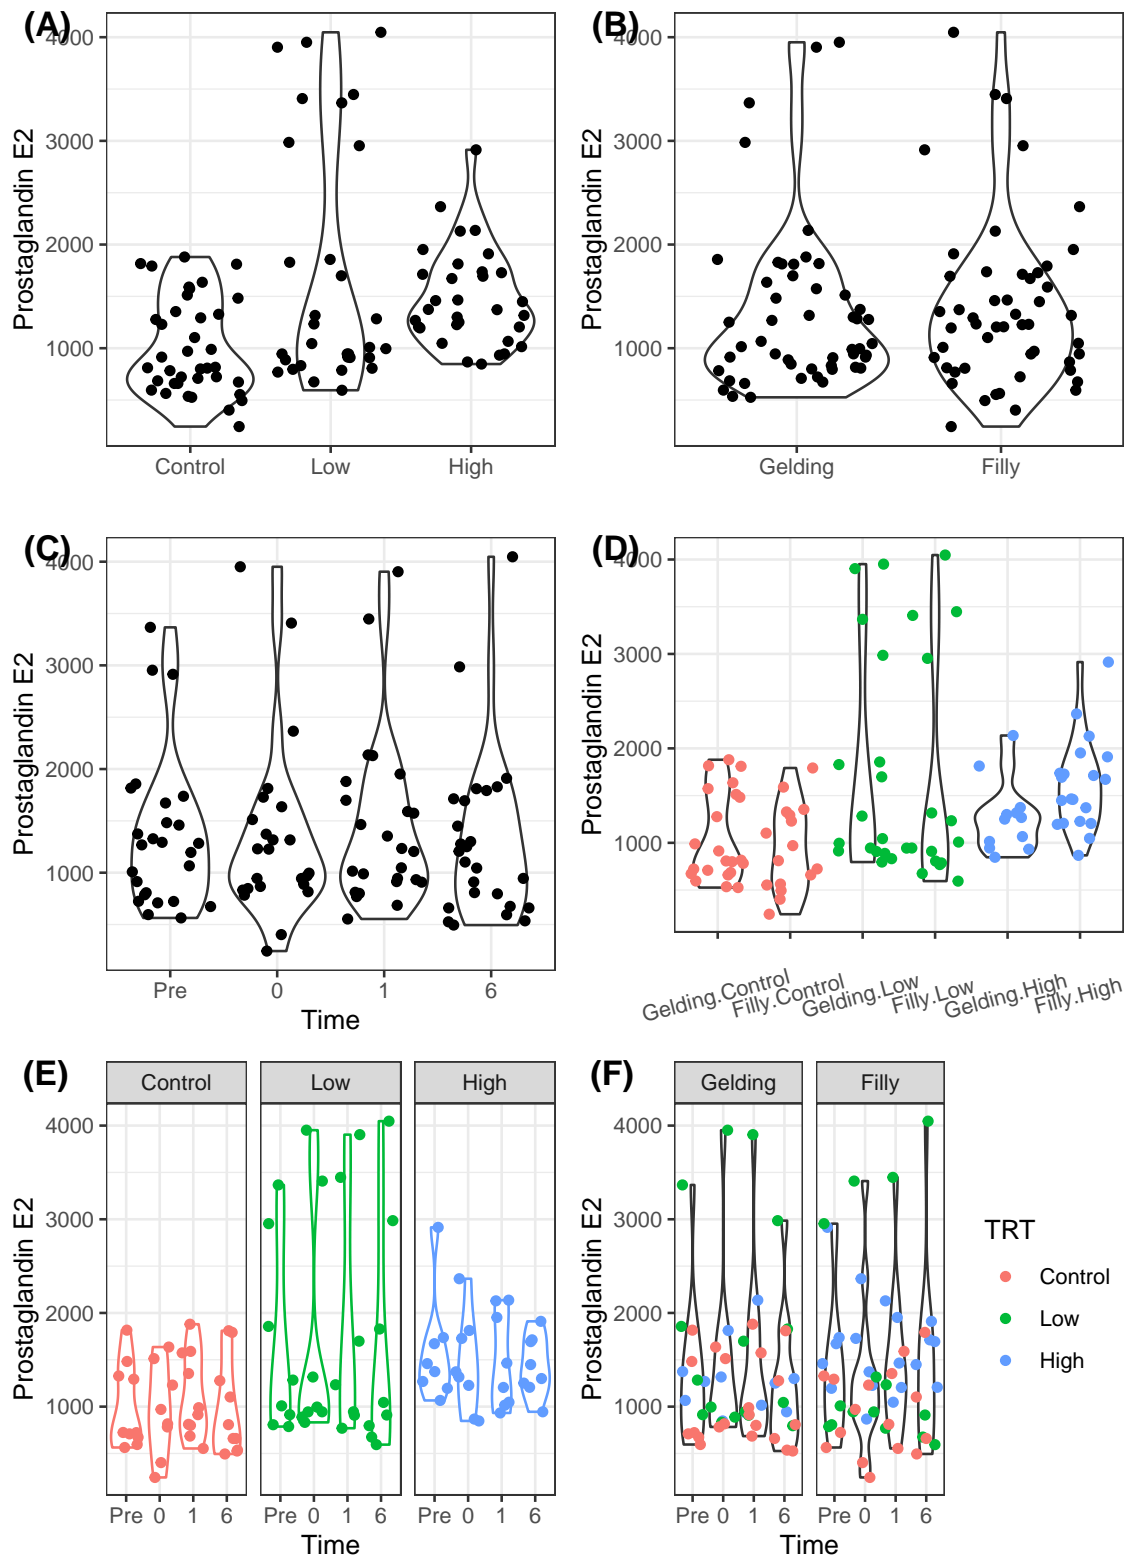 (A)
(B)
Prostaglandin E2
4000
3000
2000
1000
Control Low High
Prostaglandin E2
4000
3000
2000
1000
Gelding Filly
(C)
(D)
Prostaglandin E2
4000
3000
2000
1000
Pre 0 1 6
Time
Prostaglandin E2
4000
3000
2000
1000
Gelding.Control
Filly.Control
Gelding.Low
Filly.Low
Gelding.High
Filly.High
(E)
(F)
Control Low High
Prostaglandin E2
4000
3000
2000
1000
Pre 0 1 6 Pre 0 1 6 Pre 0 1 6
Time
Gelding Filly
Prostaglandin E2
4000
3000
2000
1000
Pre 0 1 6 Pre 0 1 6
Time
TRT
Control
Low
High